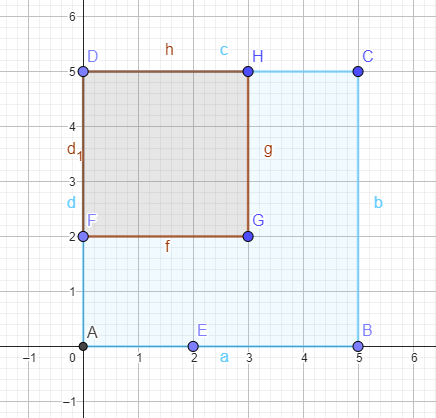 6
D h c H C
5
4
d₁ g
3
d b
F G
2
f
1
A E B
−1 0 1 2 a 3 4 5 6
−1